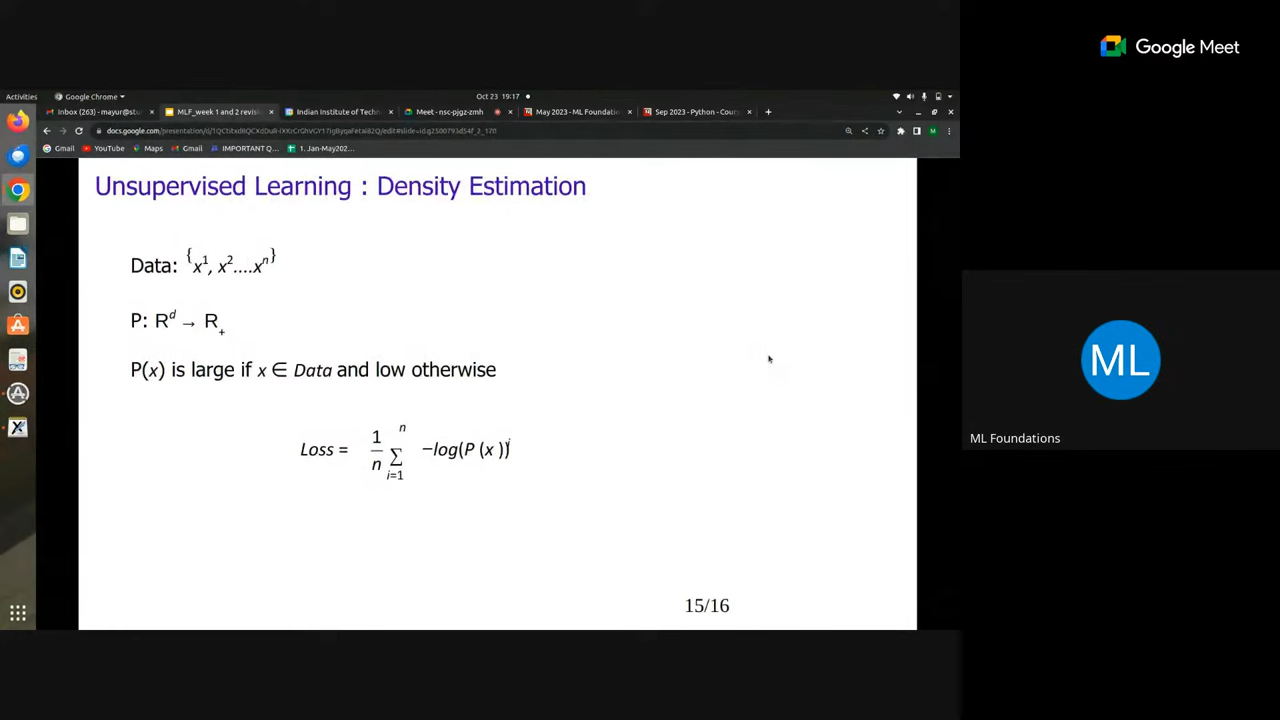 Google Meet
Activities
Google Chrome
Oct 23 19:17
Inbox (263) - mayur@stu
MLF_week 1 and 2 revisi
Indian Institute of Techn
Meet - nsc-pjgz-zmh
May 2023 - ML Foundatio
Sep 2023 - Python - Cour
Gmail
YouTube
Maps
Gmail
IMPORTANT Q...
1. Jan-May202...
Unsupervised Learning : Density Estimation
Data: {x¹, x²....xⁿ}
P: Rᵈ → R₊
P(x) is large if x ∈ Data and low otherwise
Loss = 1/n ∑ i=1 n −log(P (x ))ⁱ
15/16
ML
ML Foundations